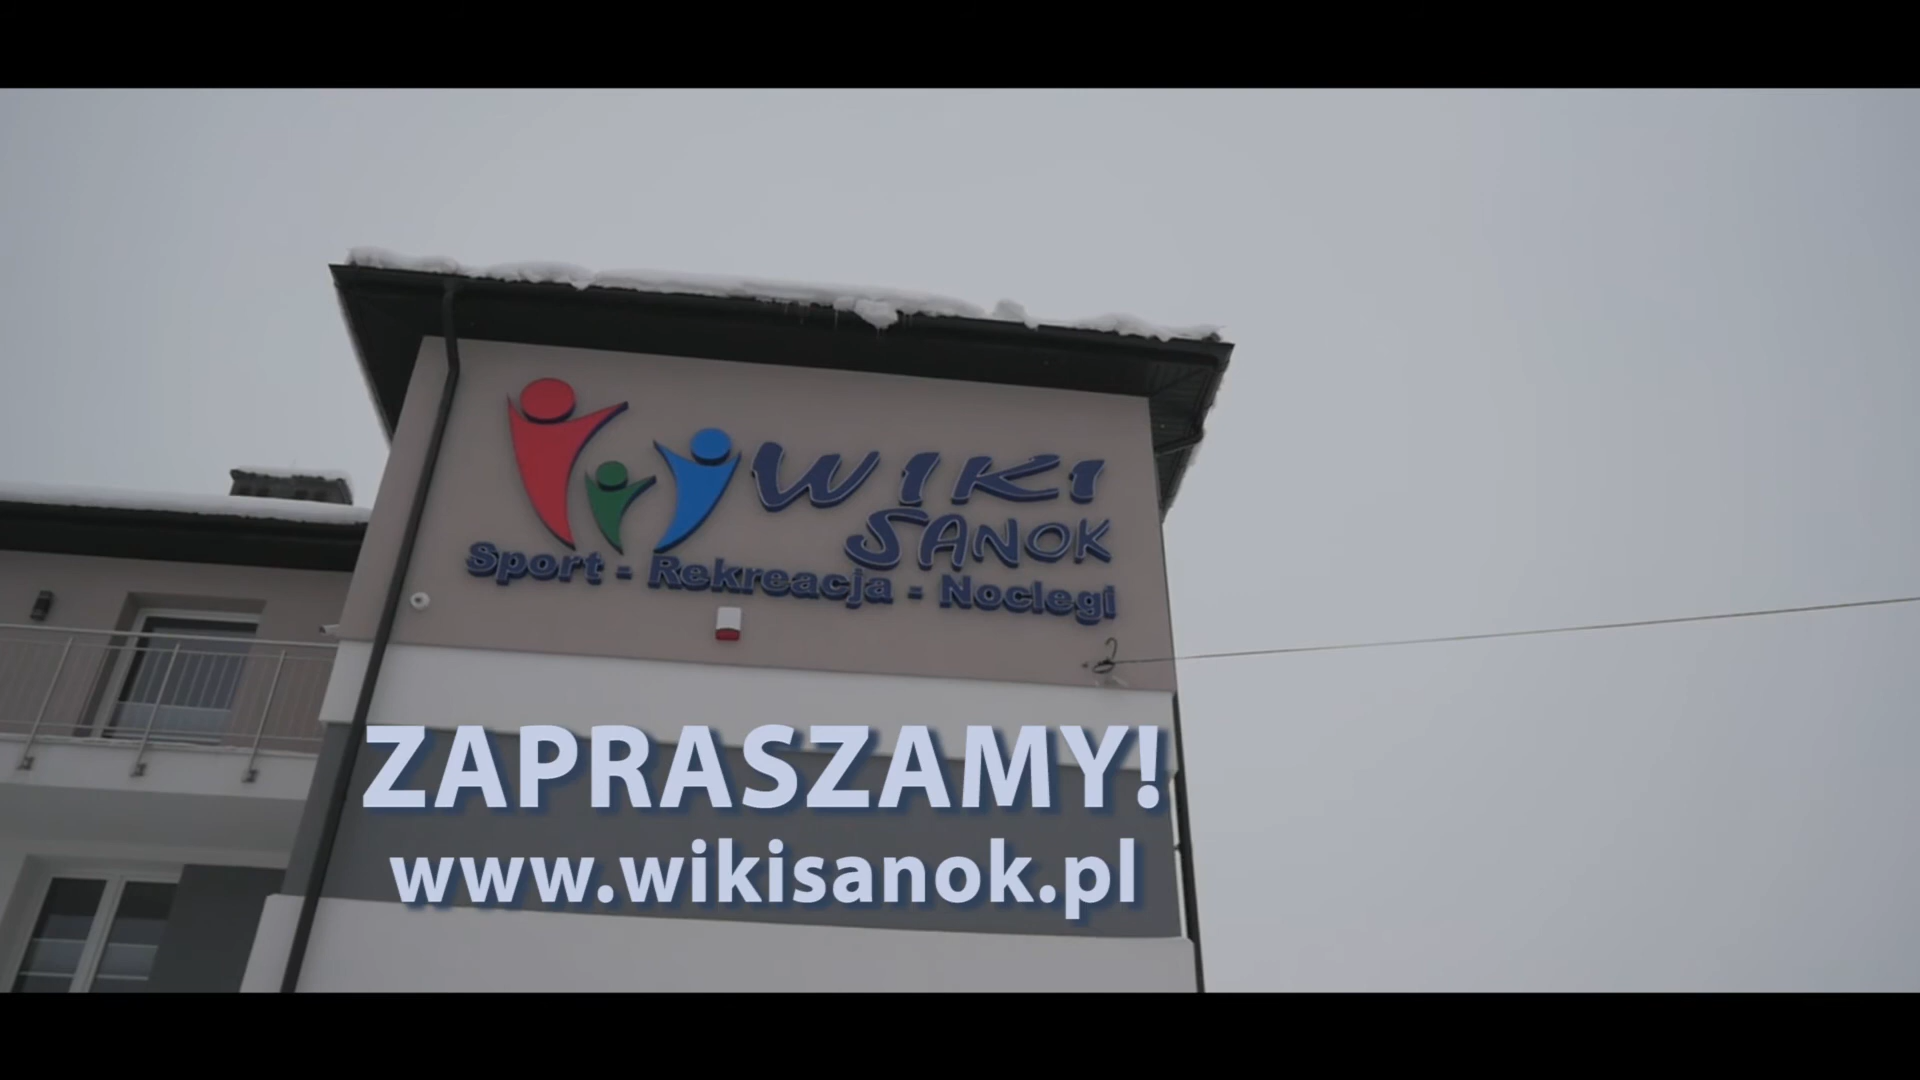 WIKI
SANOK
Sport - Rekreacja - Noclegi
ZAPRASZAMY!
www.wikisanok.pl